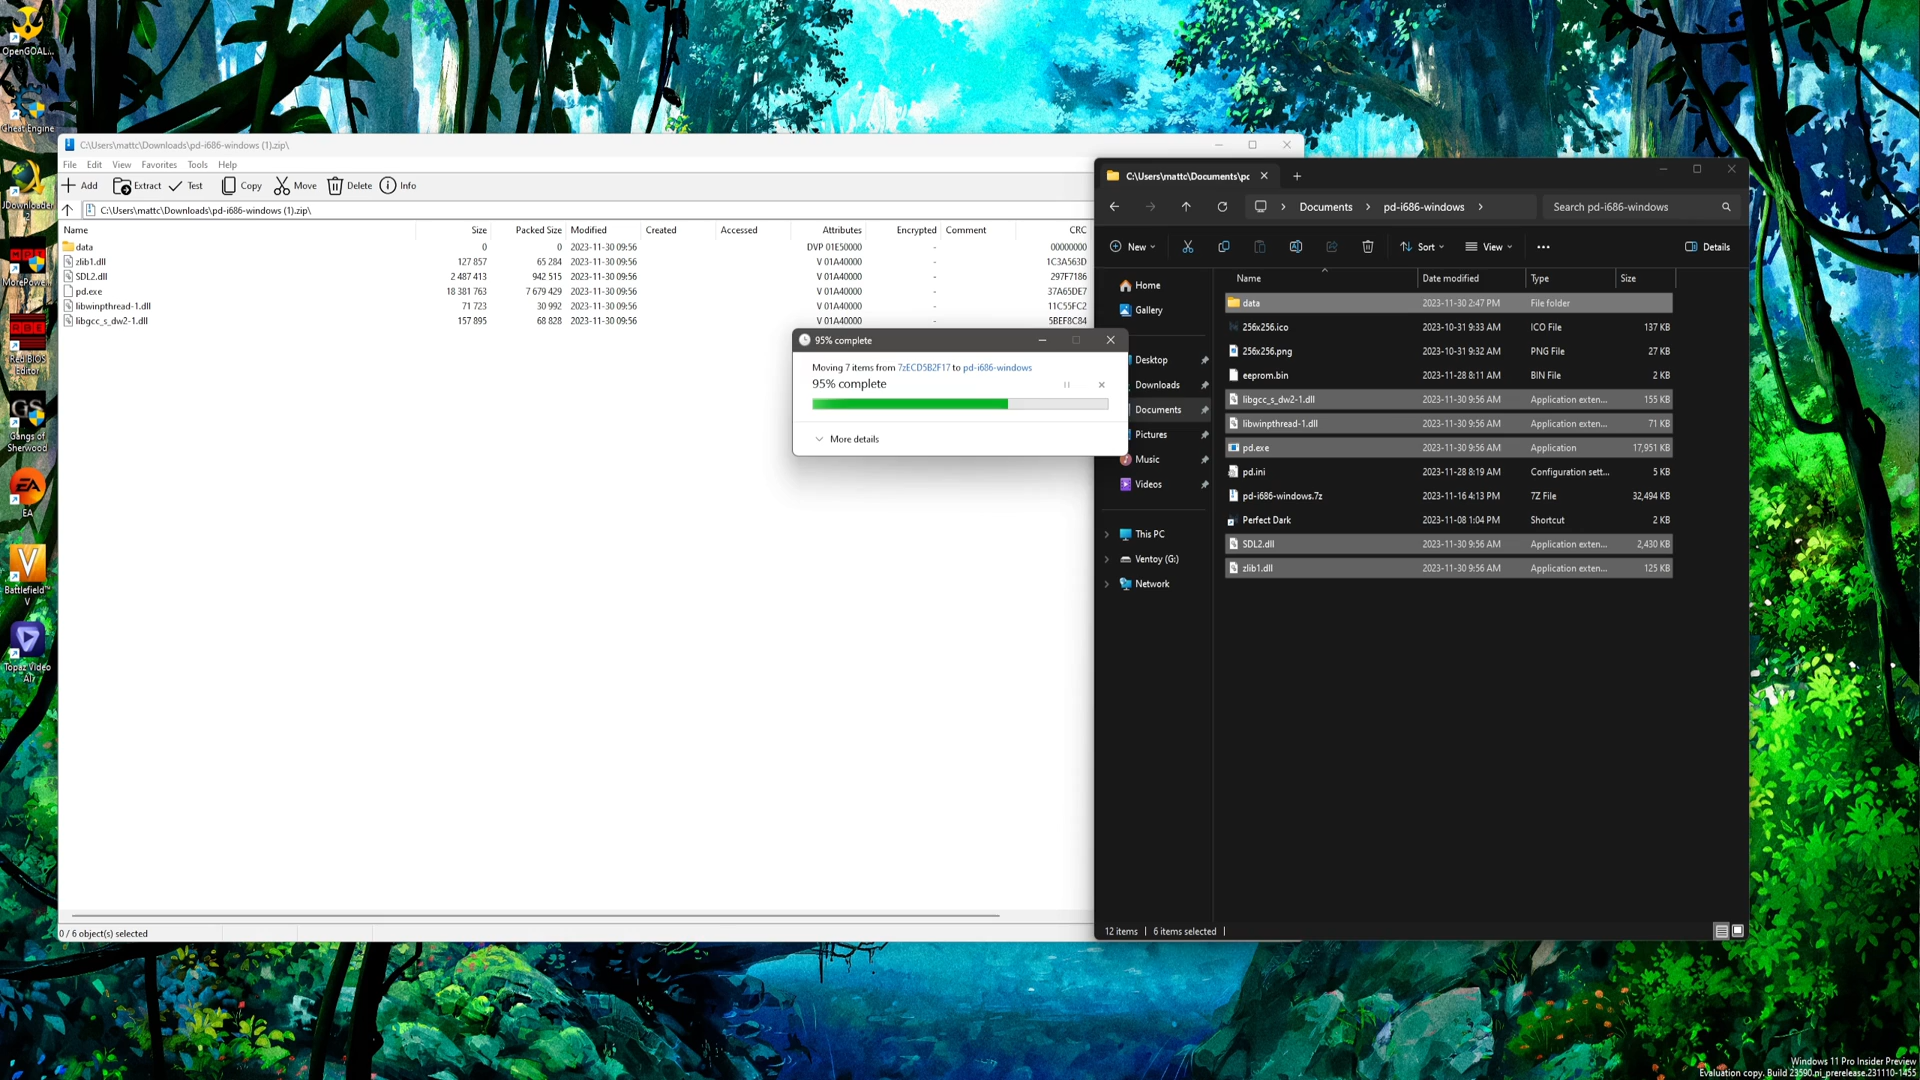 OpenGOAL...
Cheat Engine
JDownloader
2
MorePowe...
Red BIOS
Editor
Gangs of
Sherwood
EA
Battlefield™
V
Topaz Video
AI
C:\Users\mattc\Downloads\pd-i686-windows (1).zip\
File Edit View Favorites Tools Help
Add Extract Test Copy Move Delete Info
C:\Users\mattc\Downloads\pd-i686-windows (1).zip\
Name Size Packed Size Modified Created Accessed Attributes Encrypted Comment CRC
data 0 0 2023-11-30 09:56 DVP 01E50000 - 00000000
zlib1.dll 127 857 65 284 2023-11-30 09:56 V 01A40000 - 1C3A563D
SDL2.dll 2 487 413 942 515 2023-11-30 09:56 V 01A40000 - 297F7186
pd.exe 18 381 763 7 679 429 2023-11-30 09:56 V 01A40000 - 37A65DE7
libwinpthread-1.dll 71 723 30 992 2023-11-30 09:56 V 01A40000 - 11C55FC2
libgcc_s_dw2-1.dll 157 895 68 828 2023-11-30 09:56 V 01A40000 - 5BEF8C84
0 / 6 object(s) selected
95% complete
Moving 7 items from 7zECD5B2F17 to pd-i686-windows
95% complete
More details
C:\Users\mattc\Documents\pc
Documents pd-i686-windows Search pd-i686-windows
New Sort View Details
Home
Gallery
Desktop
Downloads
Documents
Pictures
Music
Videos
This PC
Ventoy (G:)
Network
Name Date modified Type Size
data 2023-11-30 2:47 PM File folder
256x256.ico 2023-10-31 9:33 AM ICO File 137 KB
256x256.png 2023-10-31 9:32 AM PNG File 27 KB
eeprom.bin 2023-11-28 8:11 AM BIN File 2 KB
libgcc_s_dw2-1.dll 2023-11-30 9:56 AM Application exten... 155 KB
libwinpthread-1.dll 2023-11-30 9:56 AM Application exten... 71 KB
pd.exe 2023-11-30 9:56 AM Application 17,951 KB
pd.ini 2023-11-28 8:19 AM Configuration sett... 5 KB
pd-i686-windows.7z 2023-11-16 4:13 PM 7Z File 32,494 KB
Perfect Dark 2023-11-08 1:04 PM Shortcut 2 KB
SDL2.dll 2023-11-30 9:56 AM Application exten... 2,430 KB
zlib1.dll 2023-11-30 9:56 AM Application exten... 125 KB
12 items 6 items selected
Windows 11 Pro Insider Preview
Evaluation copy. Build 23590.ni_prerelease.231110-1455